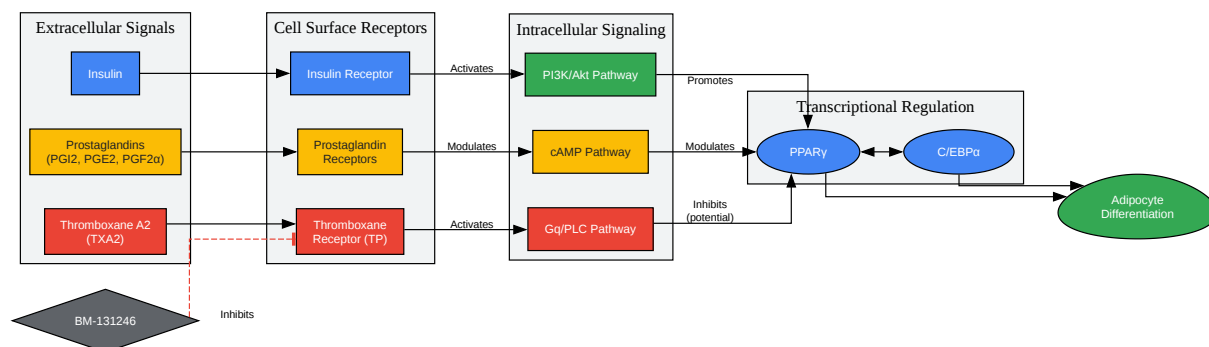 Extracellular Signals
Cell Surface Receptors
Intracellular Signaling
Insulin
Insulin Receptor
Activates
PI3K/Akt Pathway
Promotes
Transcriptional Regulation
Prostaglandins
(PGI2, PGE2, PGF2α)
Prostaglandin
Receptors
Modulates
cAMP Pathway
Modulates
PPARγ
C/EBPα
Thromboxane A2
(TXA2)
Thromboxane
Receptor (TP)
Activates
Gq/PLC Pathway
Inhibits
(potential)
Adipocyte
Differentiation
BM-131246
Inhibits